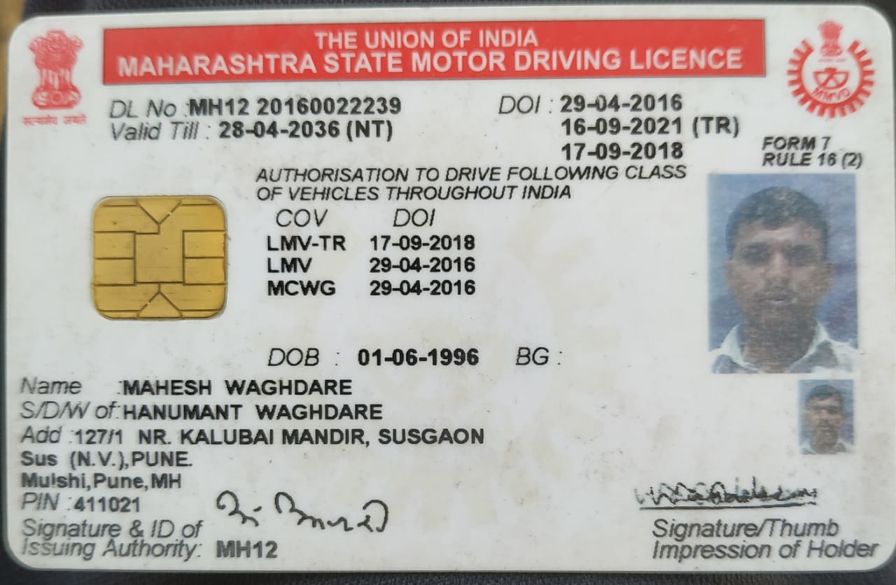 THE UNION OF INDIA
MAHARASHTRA STATE MOTOR DRIVING LICENCE
सत्यमेव जयते
MMVD
DL No : MH12 20160022239 DOI : 29-04-2016
Valid Till : 28-04-2036 (NT) 16-09-2021 (TR)
17-09-2018
FORM 7
RULE 16 (2)
AUTHORISATION TO DRIVE FOLLOWING CLASS
OF VEHICLES THROUGHOUT INDIA
COV DOI
LMV-TR 17-09-2018
LMV 29-04-2016
MCWG 29-04-2016
DOB : 01-06-1996 BG :
Name : MAHESH WAGHDARE
S/D/W of : HANUMANT WAGHDARE
Add : 127/1 NR. KALUBAI MANDIR, SUSGAON
Sus (N.V.),PUNE.
Mulshi,Pune,MH
PIN : 411021
Signature & ID of
Issuing Authority: MH12
Signature/Thumb
Impression of Holder